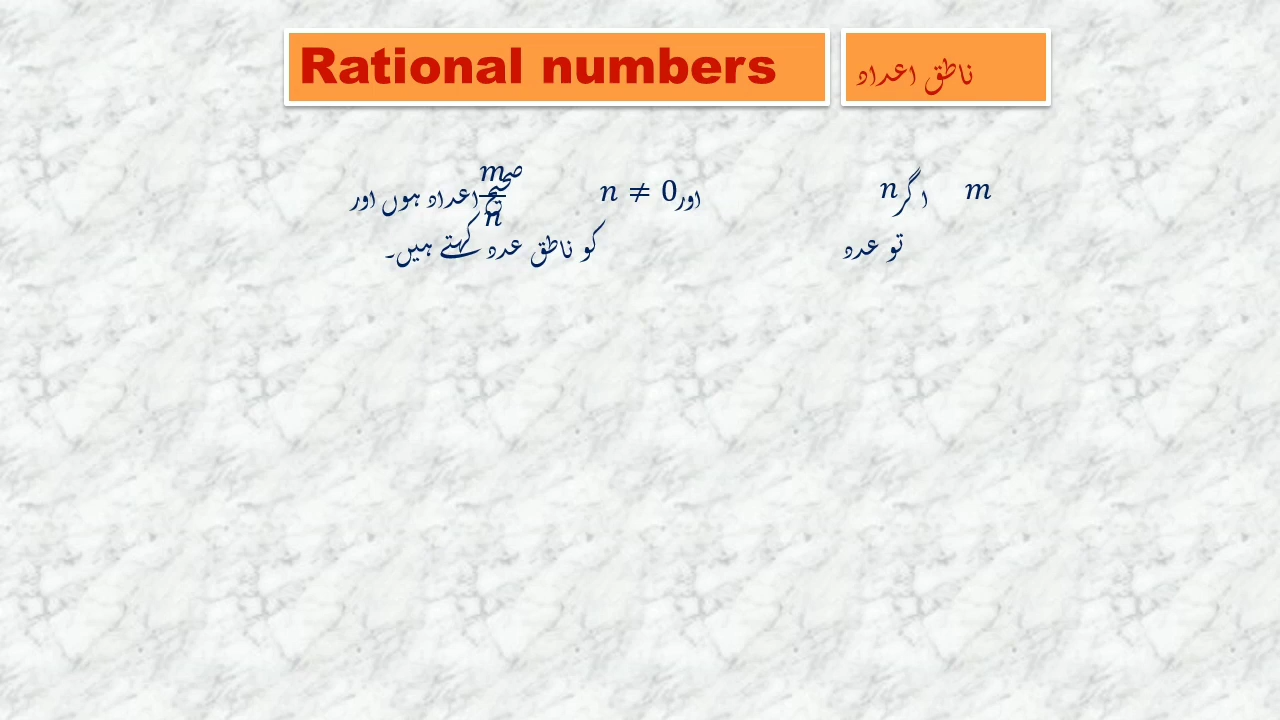 Rational numbers ناطق اعداد
m اگر n اور n ≠ 0 صحیح اعداد ہوں اور m/n
تو عدد کو ناطق عدد کہتے ہیں۔